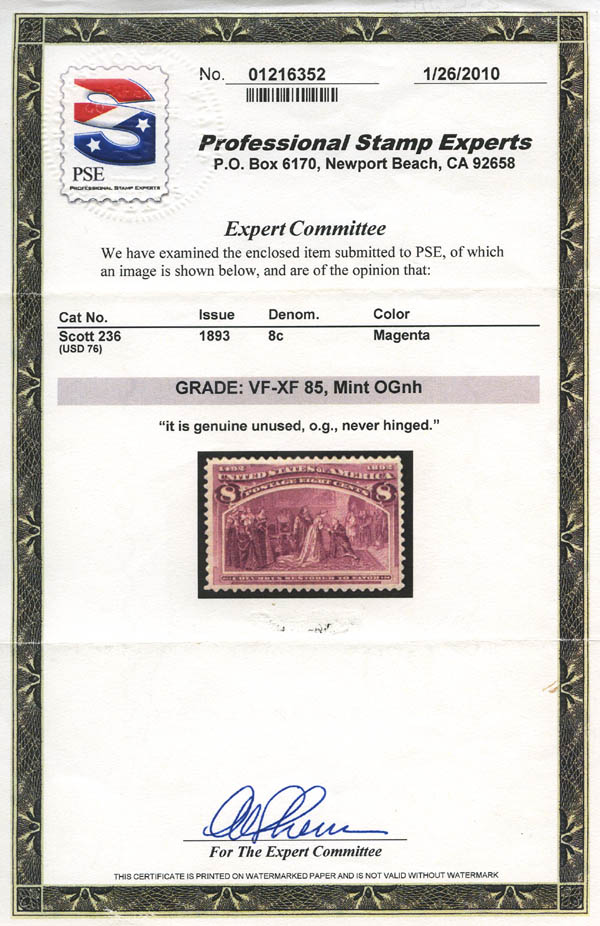 No. 01216352 1/26/2010
PSE
PROFESSIONAL STAMP EXPERTS
Professional Stamp Experts
P.O. Box 6170, Newport Beach, CA 92658
Expert Committee
We have examined the enclosed item submitted to PSE, of which
an image is shown below, and are of the opinion that:
Cat No. Issue Denom. Color
Scott 236 1893 8c Magenta
(USD 76)
GRADE: VF-XF 85, Mint OGnh
“it is genuine unused, o.g., never hinged.”
1492 1892
UNITED STATES OF AMERICA
8 POSTAGE EIGHT CENTS 8
COLUMBUS RESTORED TO FAVOR
For The Expert Committee
THIS CERTIFICATE IS PRINTED ON WATERMARKED PAPER AND IS NOT VALID WITHOUT WATERMARK